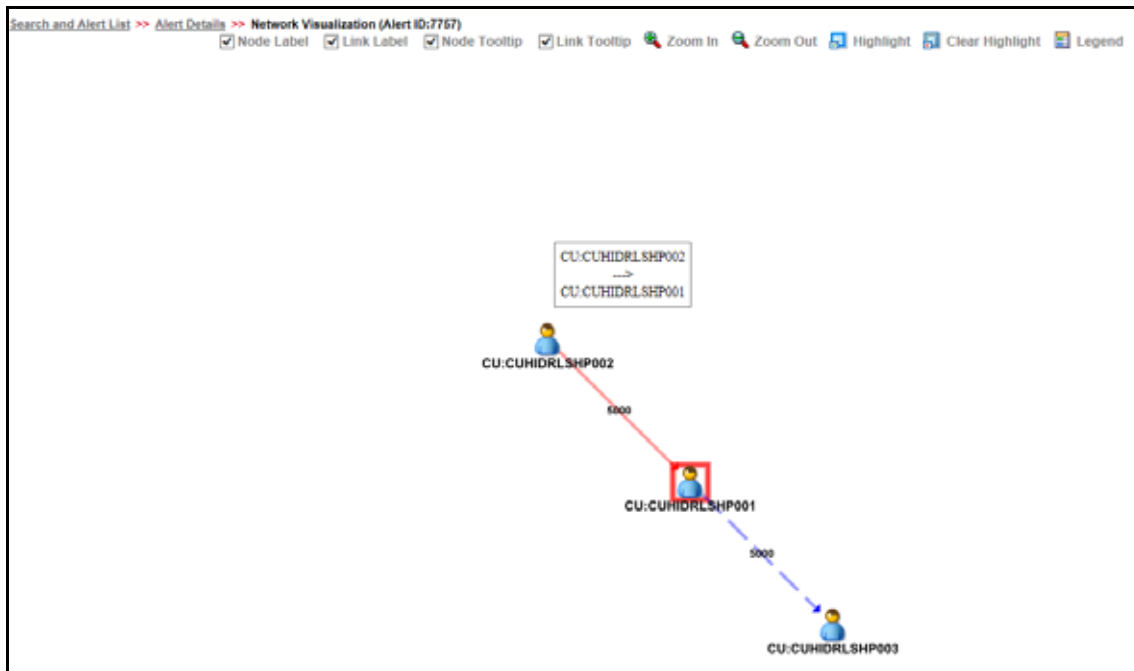 Search and Alert List >> Alert Details >> Network Visualization (Alert ID:7757)
Node Label Link Label Node Tooltip Link Tooltip Zoom In Zoom Out Highlight Clear Highlight Legend
CU:CUHIDRLSHP002
--->
CU:CUHIDRLSHP001
CU:CUHIDRLSHP002
5000
CU:CUHIDRLSHP001
5000
CU:CUHIDRLSHP003